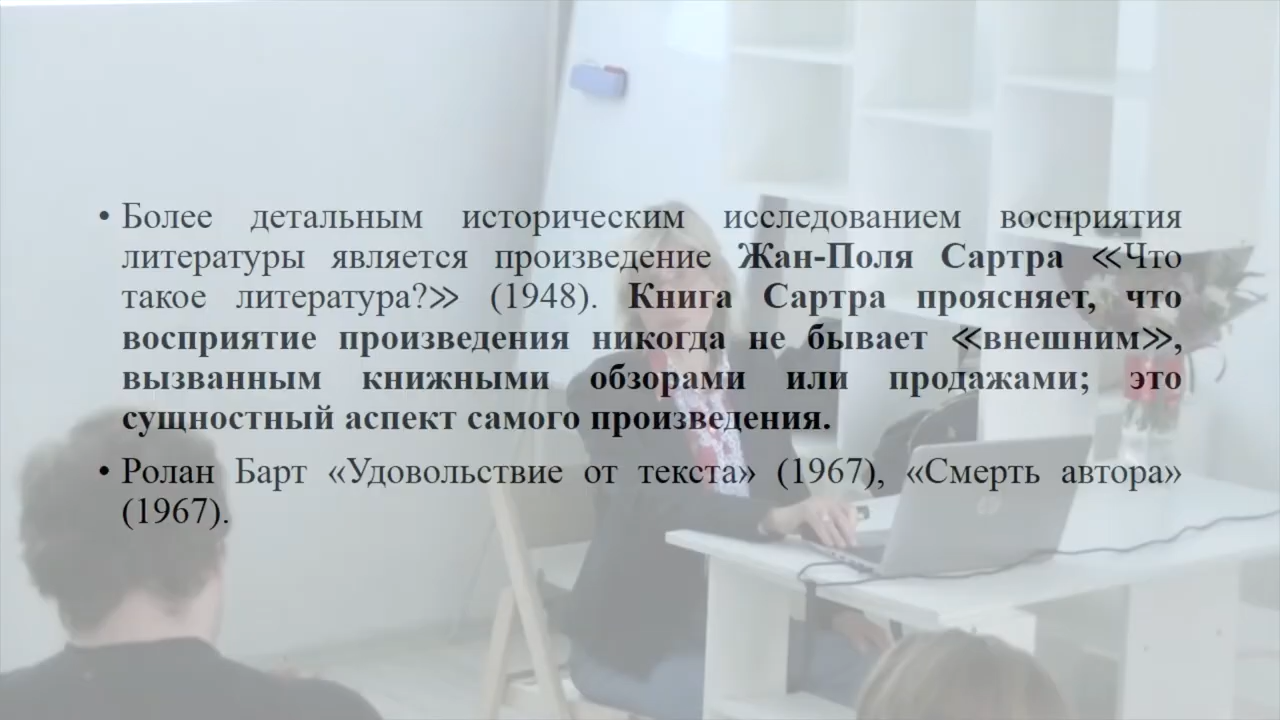 • Более детальным историческим исследованием восприятия
литературы является произведение Жан-Поля Сартра ≪Что
такое литература?≫ (1948). Книга Сартра проясняет, что
восприятие произведения никогда не бывает ≪внешним≫,
вызванным книжными обзорами или продажами; это
сущностный аспект самого произведения.
• Ролан Барт «Удовольствие от текста» (1967), «Смерть автора»
(1967).